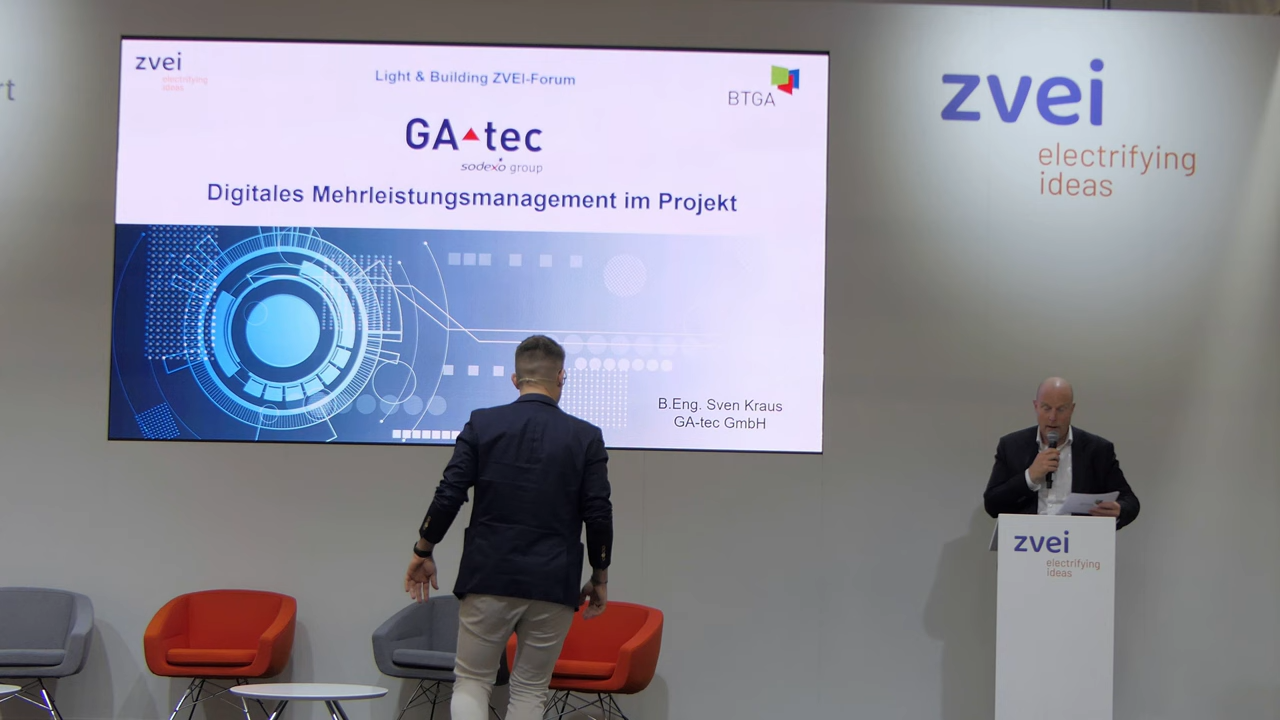 rt
zvei
electrifying
ideas
Light & Building ZVEI-Forum
BTGA
GA tec
sodexo group
Digitales Mehrleistungsmanagement im Projekt
B.Eng. Sven Kraus
GA-tec GmbH
zvei
electrifying
ideas
zvei
electrifying
ideas